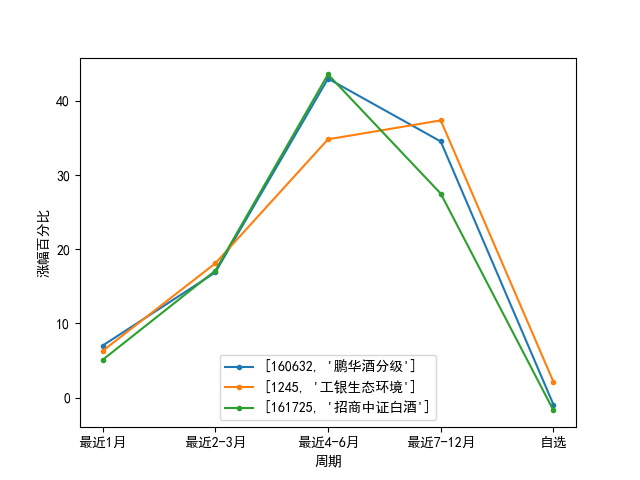 涨幅百分比
40
30
20
10
0
[160632, '鹏华酒分级']
[1245, '工银生态环境']
[161725, '招商中证白酒']
最近1月 最近2-3月 最近4-6月 最近7-12月 自选
周期